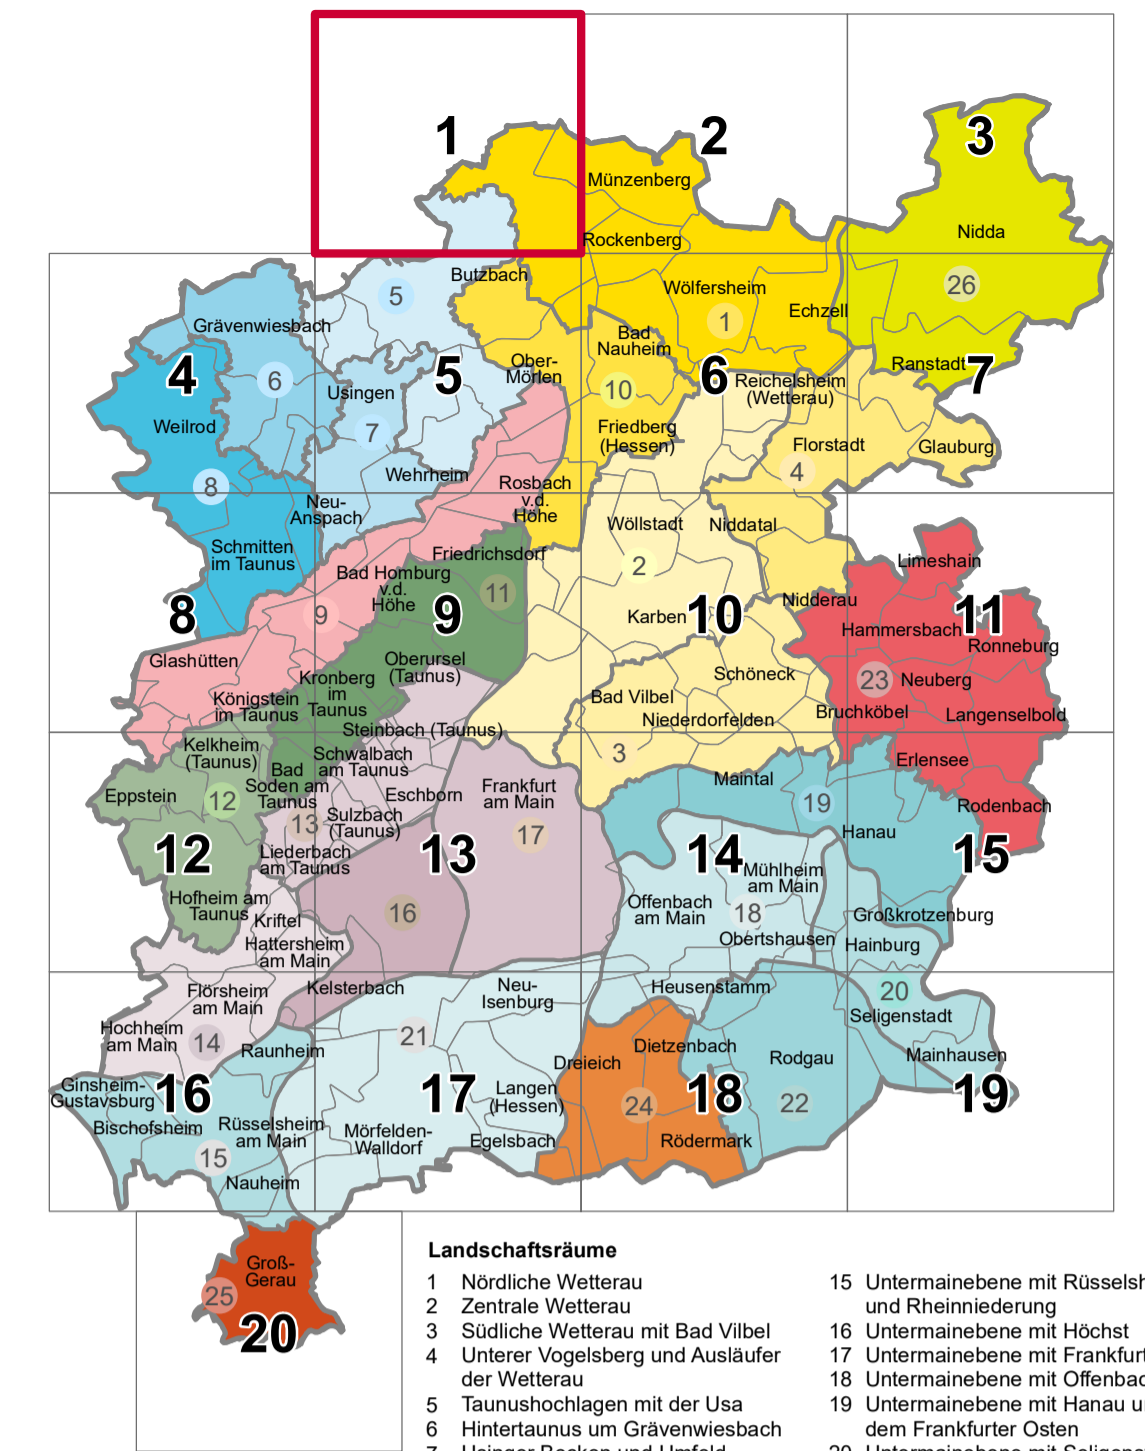 1
2
3
Münzenberg
Rockenberg
Nidda
Butzbach
5
Wölfersheim
26
Grävenwiesbach
1
Echzell
Bad
Nauheim
Ober-
Mörlen
Ranstadt
4
6
Usingen
5
10
6
Reichelsheim
(Wetterau)
7
Weilrod
7
Friedberg
(Hessen)
Florstadt
Glauburg
8
Wehrheim
4
Rosbach
v.d.
Höhe
Neu-
Anspach
Wöllstadt
Niddatal
Schmitten
im Taunus
Friedrichsdorf
Limeshain
Bad Homburg
v.d.
Höhe
11
2
8
9
9
Karben
10
Nidderau
11
Hammersbach
Ronneburg
Glashütten
Oberursel
(Taunus)
Schöneck
23
Neuberg
Kronberg
im
Taunus
Königstein
im Taunus
Bad Vilbel
Niederdorfelden
Bruchköbel
Langenselbold
Steinbach (Taunus)
Kelkheim
(Taunus)
Schwalbach
am Taunus
3
Erlensee
Bad
Soden am
Taunus
Eppstein
12
Eschborn
Frankfurt
am Main
Maintal
19
Rodenbach
13
Sulzbach
(Taunus)
17
Hanau
12
Liederbach
am Taunus
13
14
15
Mühlheim
am Main
Hofheim am
Taunus
Kriftel
16
Offenbach
am Main
18
Großkrotzenburg
Hattersheim
am Main
Obertshausen
Hainburg
Flörsheim
am Main
Kelsterbach
Neu-
Isenburg
Heusenstamm
20
Seligenstadt
Hochheim
am Main
14
Raunheim
21
Dietzenbach
Dreieich
Rodgau
Mainhausen
Ginsheim-
Gustavsburg
16
17
Langen
(Hessen)
24
18
22
19
Bischofsheim
Rüsselsheim
am Main
Mörfelden-
Walldorf
Egelsbach
Rödermark
15
Nauheim
Groß-
Gerau
25
20
Landschaftsräume
1 Nördliche Wetterau
2 Zentrale Wetterau
3 Südliche Wetterau mit Bad Vilbel
4 Unterer Vogelsberg und Ausläufer
der Wetterau
5 Taunushochlagen mit der Usa
6 Hintertaunus um Grävenwiesbach
7 Usinger Becken und Umfeld
15 Untermainebene mit Rüsselsh
und Rheinniederung
16 Untermainebene mit Höchst
17 Untermainebene mit Frankfurt
18 Untermainebene mit Offenbac
19 Untermainebene mit Hanau u
dem Frankfurter Osten
20 Untermainebene mit Seligens